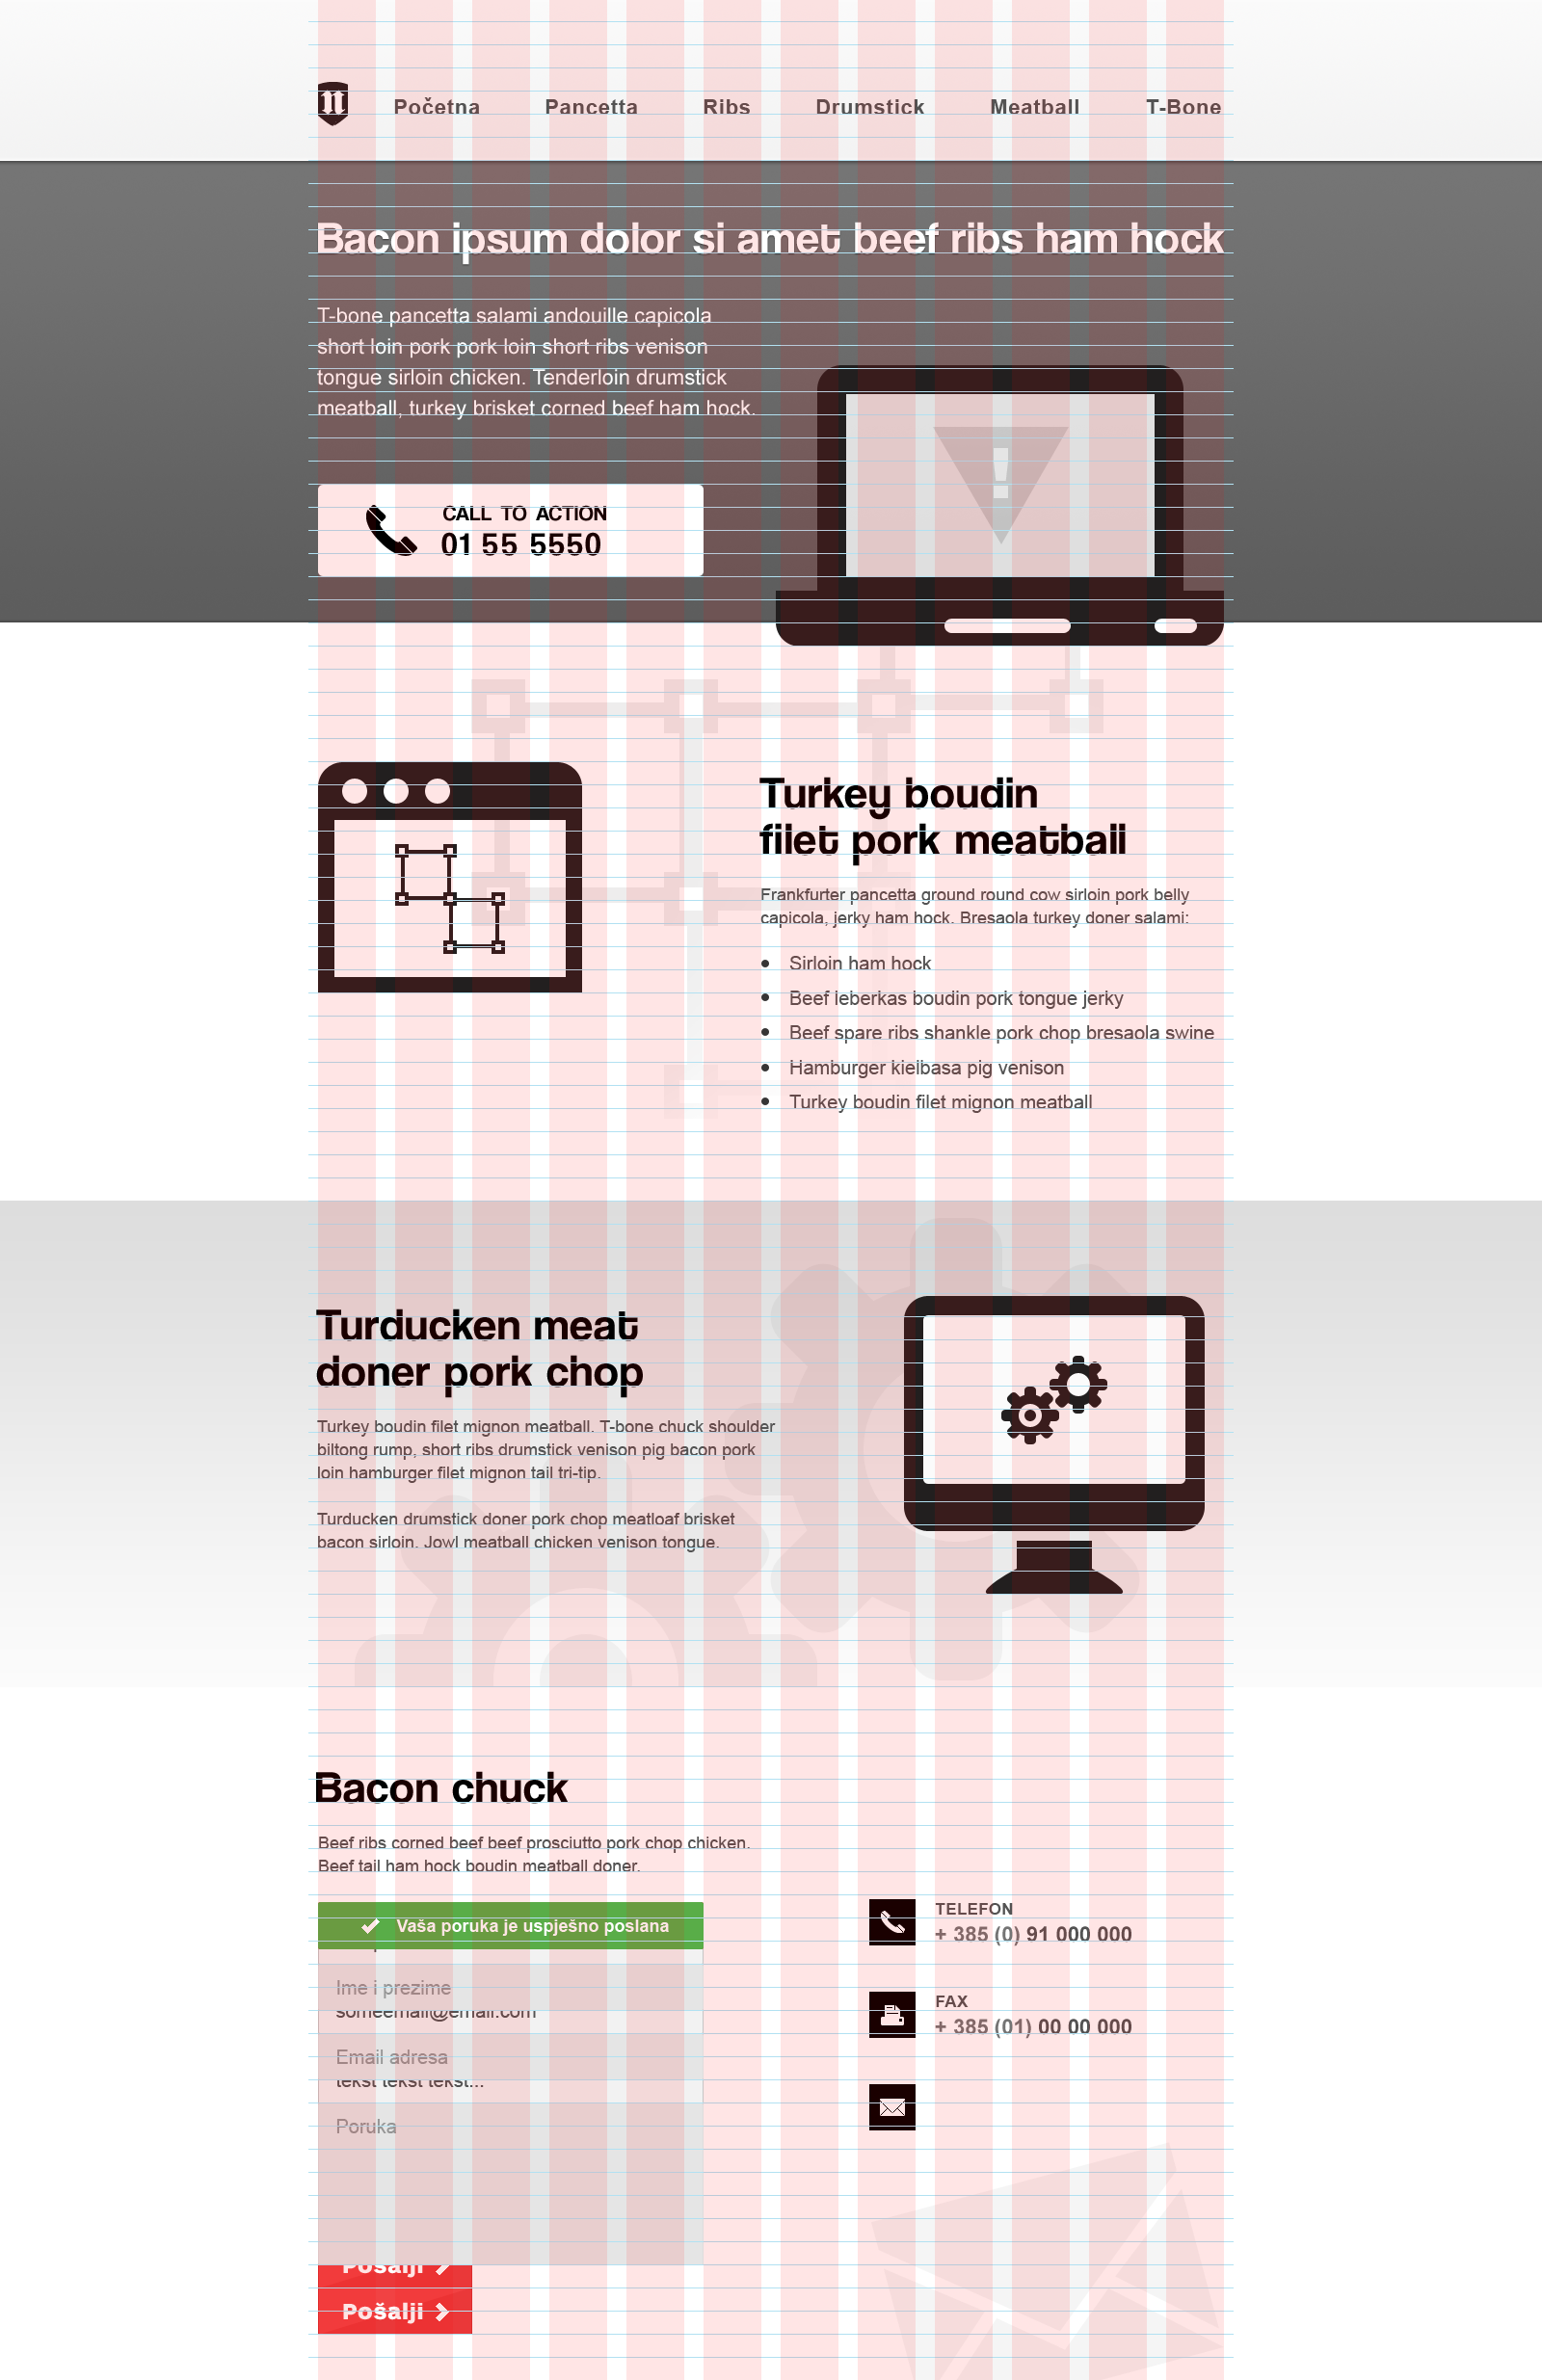 Početna Pancetta Ribs Drumstick Meatball T-Bone
Bacon ipsum dolor si amet beef ribs ham hock
T-bone pancetta salami andouille capicola
short loin pork pork loin short ribs venison
tongue sirloin chicken. Tenderloin drumstick
meatball, turkey brisket corned beef ham hock.
!
CALL TO ACTION
01 55 5550
Turkey boudin
filet pork meatball
Frankfurter pancetta ground round cow sirloin pork belly
capicola, jerky ham hock. Bresaola turkey doner salami:
• Sirloin ham hock
• Beef leberkas boudin pork tongue jerky
• Beef spare ribs shankle pork chop bresaola swine
• Hamburger kielbasa pig venison
• Turkey boudin filet mignon meatball
Turducken meat
doner pork chop
Turkey boudin filet mignon meatball. T-bone chuck shoulder
biltong rump, short ribs drumstick venison pig bacon pork
loin hamburger filet mignon tail tri-tip.
Turducken drumstick doner pork chop meatloaf brisket
bacon sirloin. Jowl meatball chicken venison tongue.
Bacon chuck
Beef ribs corned beef beef prosciutto pork chop chicken.
Beef tail ham hock boudin meatball doner.
Vaša poruka je uspješno poslana
Ime i prezime
someemail@email.com
Email adresa
tekst tekst tekst...
Poruka
Pošalji
Pošalji
TELEFON
+ 385 (0) 91 000 000
FAX
+ 385 (01) 00 00 000